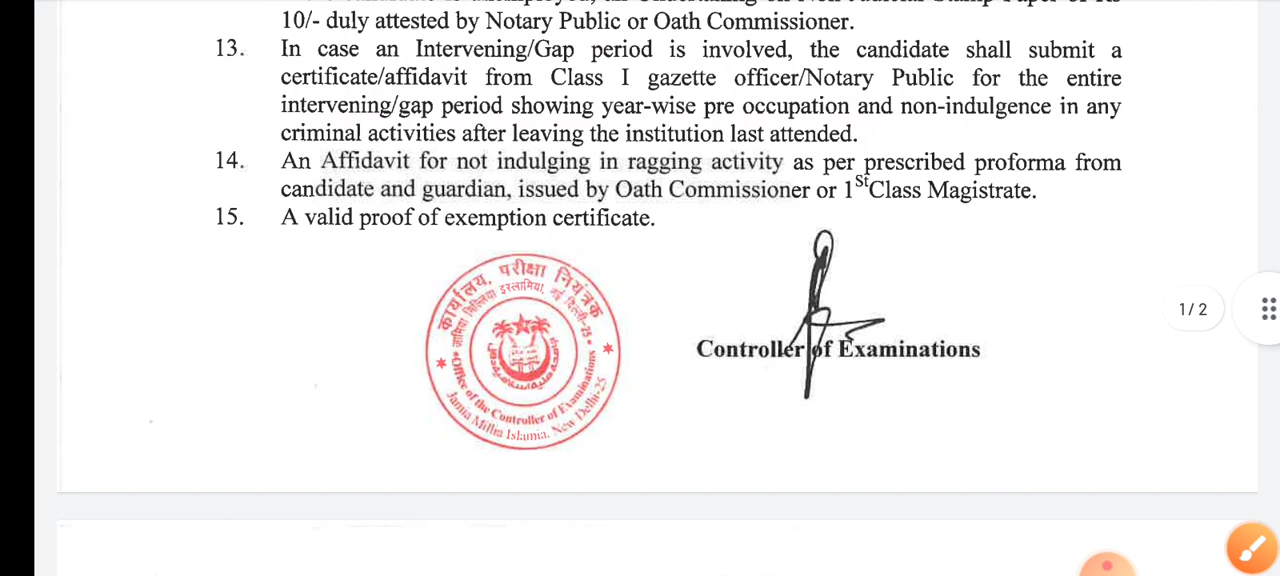 10/- duly attested by Notary Public or Oath Commissioner.
13. In case an Intervening/Gap period is involved, the candidate shall submit a
certificate/affidavit from Class I gazette officer/Notary Public for the entire
intervening/gap period showing year-wise pre occupation and non-indulgence in any
criminal activities after leaving the institution last attended.
14. An Affidavit for not indulging in ragging activity as per prescribed proforma from
candidate and guardian, issued by Oath Commissioner or 1St Class Magistrate.
15. A valid proof of exemption certificate.
कार्यालय, परीक्षा नियंत्रक
जामिया मिल्लिया इस्लामिया, नई दिल्ली-25
Office of the Controller of Examinations
Jamia Millia Islamia, New Delhi-25
Controller of Examinations
1/2